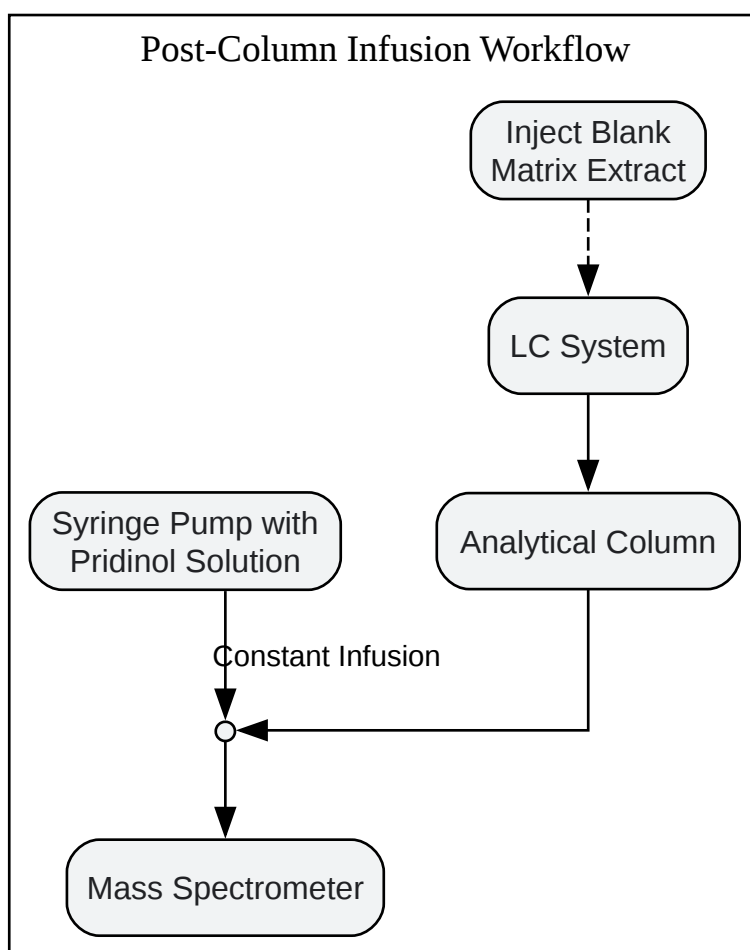 Post-Column Infusion Workflow
Inject Blank
Matrix Extract
LC System
Syringe Pump with
Pridinol Solution
Analytical Column
Constant Infusion
Mass Spectrometer